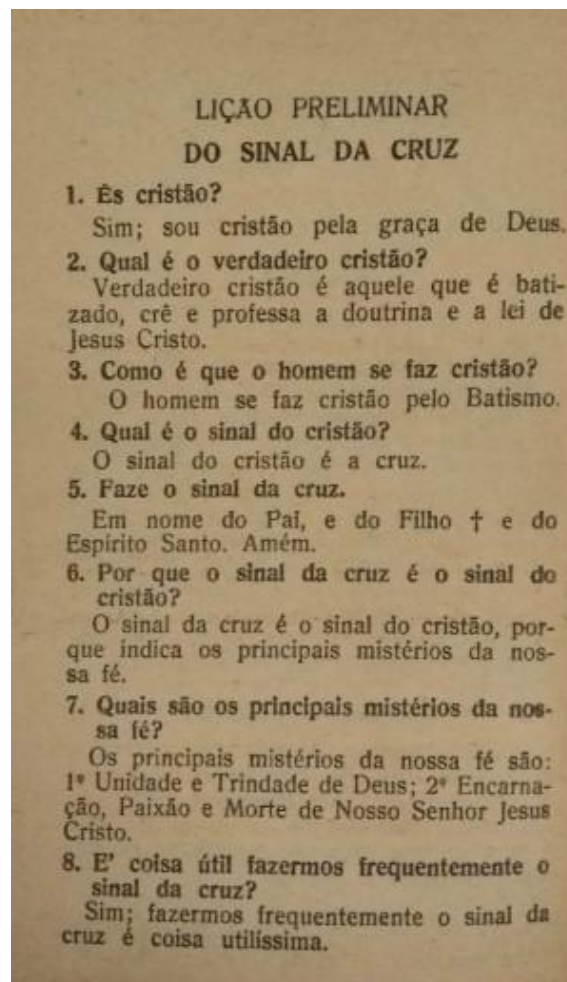 LIÇÃO PRELIMINAR
DO SINAL DA CRUZ
1. És cristão?
Sim; sou cristão pela graça de Deus.
2. Qual é o verdadeiro cristão?
Verdadeiro cristão é aquele que é bati-
zado, crê e professa a doutrina e a lei de
Jesus Cristo.
3. Como é que o homem se faz cristão?
O homem se faz cristão pelo Batismo.
4. Qual é o sinal do cristão?
O sinal do cristão é a cruz.
5. Faze o sinal da cruz.
Em nome do Pai, e do Filho † e do
Espírito Santo. Amém.
6. Por que o sinal da cruz é o sinal do
cristão?
O sinal da cruz é o sinal do cristão, por-
que indica os principais mistérios da nos-
sa fé.
7. Quais são os principais mistérios da nos-
sa fé?
Os principais mistérios da nossa fé são:
1º Unidade e Trindade de Deus; 2º Encarna-
ção, Paixão e Morte de Nosso Senhor Jesus
Cristo.
8. E' coisa útil fazermos frequentemente o
sinal da cruz?
Sim; fazermos frequentemente o sinal da
cruz é coisa utilíssima.